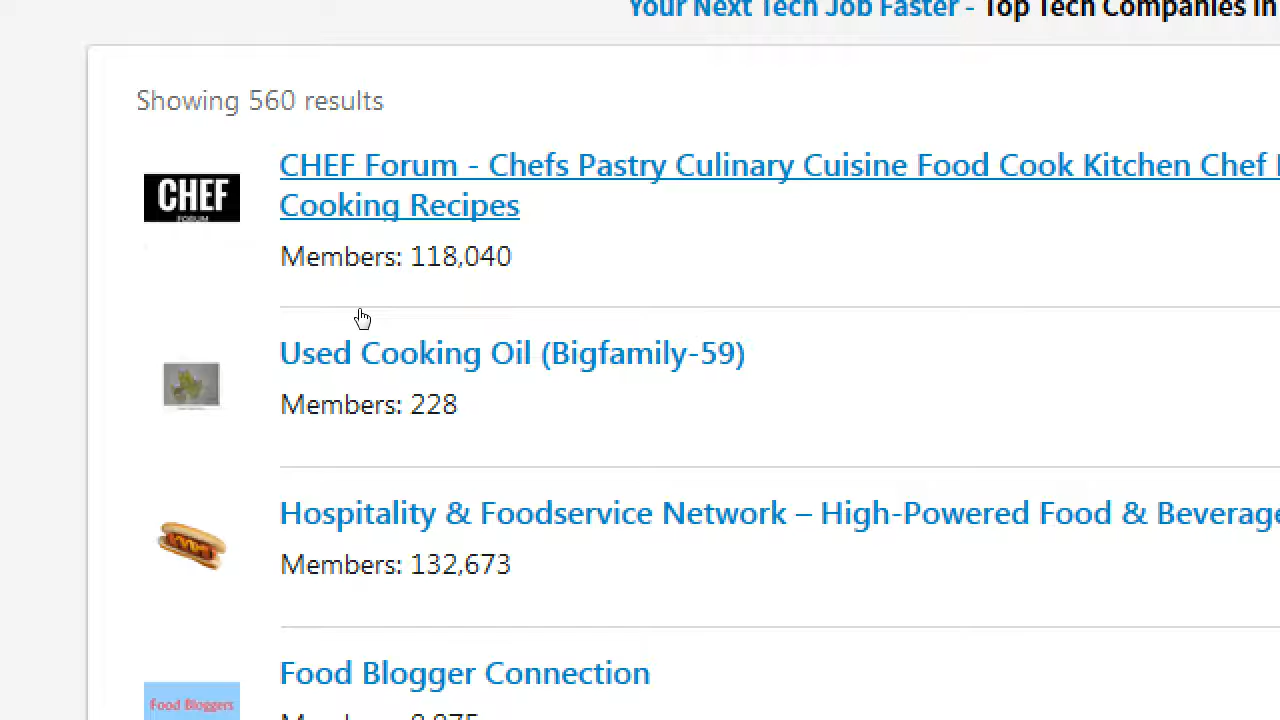 Your Next Tech Job Faster - Top Tech Companies in
Showing 560 results
CHEF Forum - Chefs Pastry Culinary Cuisine Food Cook Kitchen Chef
Cooking Recipes
CHEF
FORUM
Members: 118,040
Used Cooking Oil (Bigfamily-59)
Members: 228
Hospitality & Foodservice Network – High-Powered Food & Beverage
Members: 132,673
Food Blogger Connection
Food Bloggers
Members: